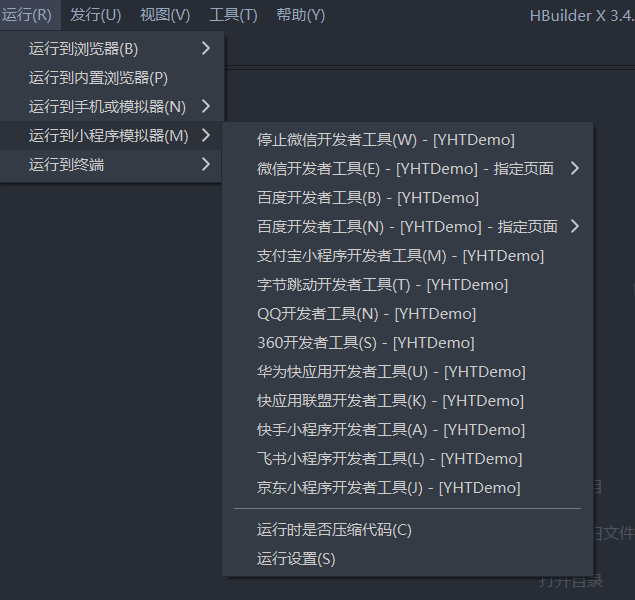 运行(R) 发行(U) 视图(V) 工具(T) 帮助(Y) HBuilder X 3.4.
运行到浏览器(B)
运行到内置浏览器(P)
运行到手机或模拟器(N)
运行到小程序模拟器(M)
运行到终端
停止微信开发者工具(W) - [YHTDemo]
微信开发者工具(E) - [YHTDemo] - 指定页面
百度开发者工具(B) - [YHTDemo]
百度开发者工具(N) - [YHTDemo] - 指定页面
支付宝小程序开发者工具(M) - [YHTDemo]
字节跳动开发者工具(T) - [YHTDemo]
QQ开发者工具(N) - [YHTDemo]
360开发者工具(S) - [YHTDemo]
华为快应用开发者工具(U) - [YHTDemo]
快应用联盟开发者工具(K) - [YHTDemo]
快手小程序开发者工具(A) - [YHTDemo]
飞书小程序开发者工具(L) - [YHTDemo]
京东小程序开发者工具(J) - [YHTDemo]
目
运行时是否压缩代码(C)
旧文件
运行设置(S)
打开目录